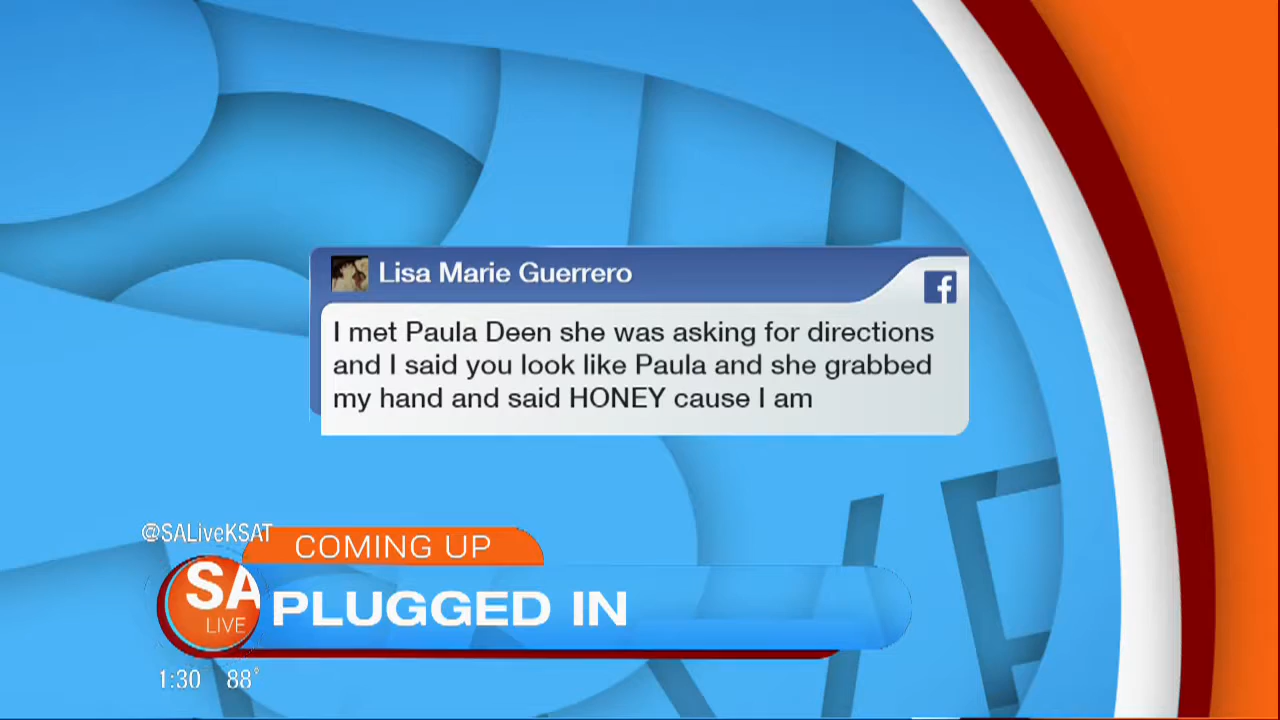 Lisa Marie Guerrero
I met Paula Deen she was asking for directions
and I said you look like Paula and she grabbed
my hand and said HONEY cause I am
@SALiveKSAT
COMING UP
SA
LIVE
PLUGGED IN
1:30 88°